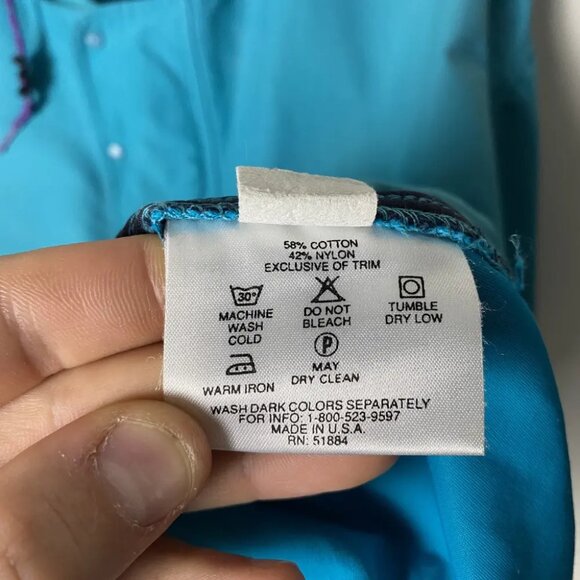 58% COTTON
42% NYLON
EXCLUSIVE OF TRIM
30°
MACHINE WASH COLD
DO NOT BLEACH
TUMBLE DRY LOW
WARM IRON
P
MAY DRY CLEAN
WASH DARK COLORS SEPARATELY
FOR INFO: 1-800-523-9597
MADE IN U.S.A.
RN: 51884